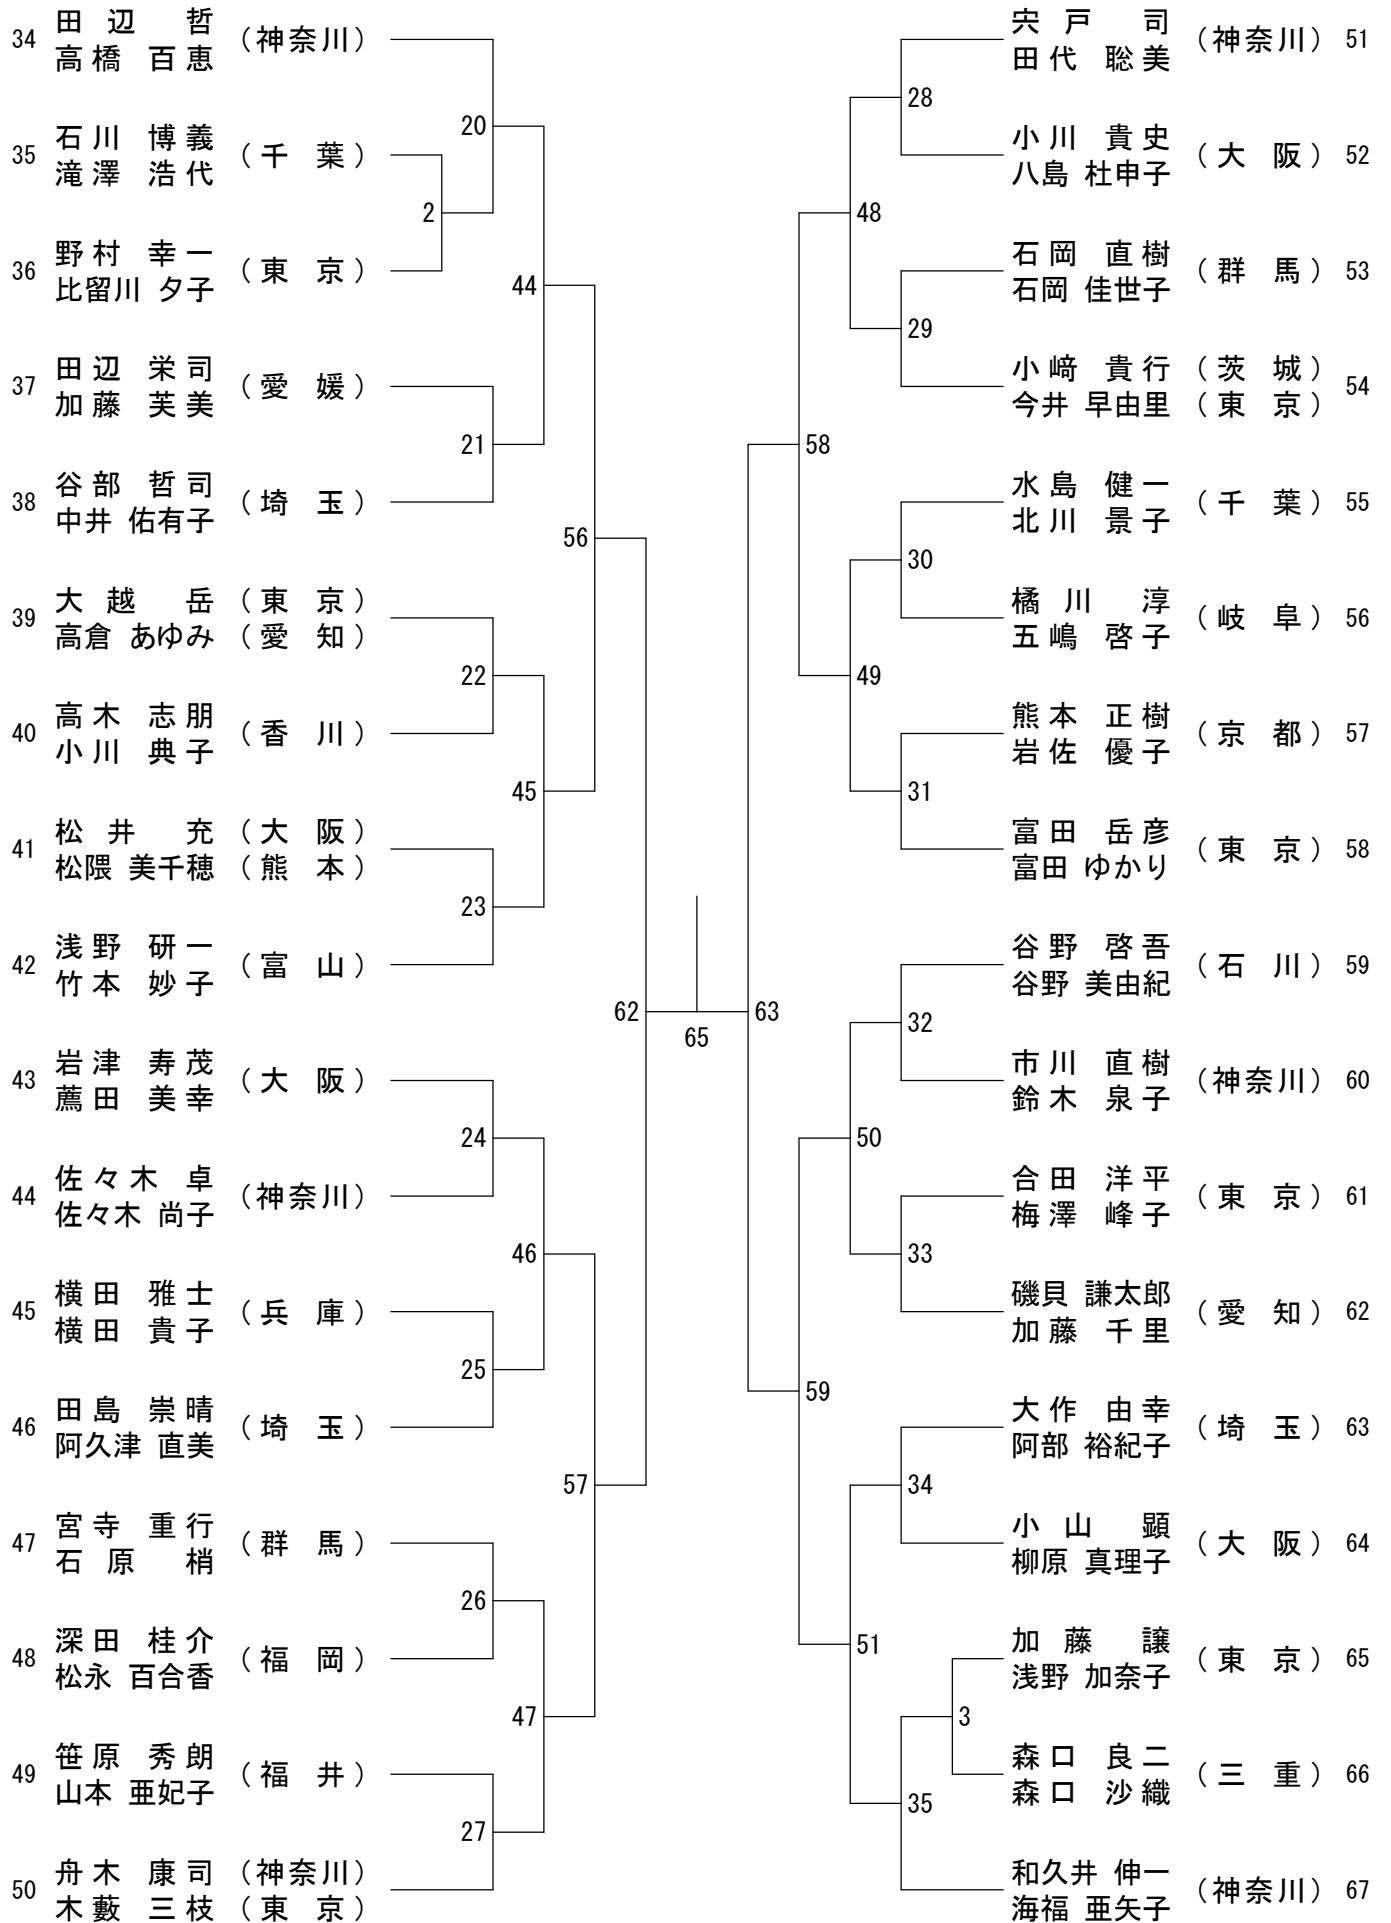 34 田辺 哲 (神奈川)
高橋 百恵
35 石川 博義 (千葉)
滝澤 浩代
36 野村 幸一 (東京)
比留川 夕子
37 田辺 栄司 (愛媛)
加藤 芙美
38 谷部 哲司 (埼玉)
中井 佑有子
39 大越 岳 (東京)
高倉 あゆみ (愛知)
40 高木 志朋 (香川)
小川 典子
41 松井 充 (大阪)
松隈 美千穂 (熊本)
42 浅野 研一 (富山)
竹本 妙子
43 岩津 寿茂 (大阪)
薦田 美幸
44 佐々木 卓 (神奈川)
佐々木 尚子
45 横田 雅士 (兵庫)
横田 貴子
46 田島 崇晴 (埼玉)
阿久津 直美
47 宮寺 重行 (群馬)
石原 梢
48 深田 桂介 (福岡)
松永 百合香
49 笹原 秀朗 (福井)
山本 亜妃子
50 舟木 康司 (神奈川)
木藪 三枝 (東京)
20
2
44
21
56
22
45
23
62
24
46
25
57
26
47
27
65
63
28
48
29
58
30
49
31
32
50
33
59
34
51
3
35
宍戸 司 (神奈川) 51
田代 聡美
小川 貴史 (大阪) 52
八島 杜申子
石岡 直樹 (群馬) 53
石岡 佳世子
小﨑 貴行 (茨城) 54
今井 早由里 (東京)
水島 健一 (千葉) 55
北川 景子
橘川 淳 (岐阜) 56
五嶋 啓子
熊本 正樹 (京都) 57
岩佐 優子
富田 岳彦 (東京) 58
富田 ゆかり
谷野 啓吾 (石川) 59
谷野 美由紀
市川 直樹 (神奈川) 60
鈴木 泉子
合田 洋平 (東京) 61
梅澤 峰子
磯貝 謙太郎 (愛知) 62
加藤 千里
大作 由幸 (埼玉) 63
阿部 裕紀子
小山 顕 (大阪) 64
柳原 真理子
加藤 譲 (東京) 65
浅野 加奈子
森口 良二 (三重) 66
森口 沙織
和久井 伸一 (神奈川) 67
海福 亜矢子